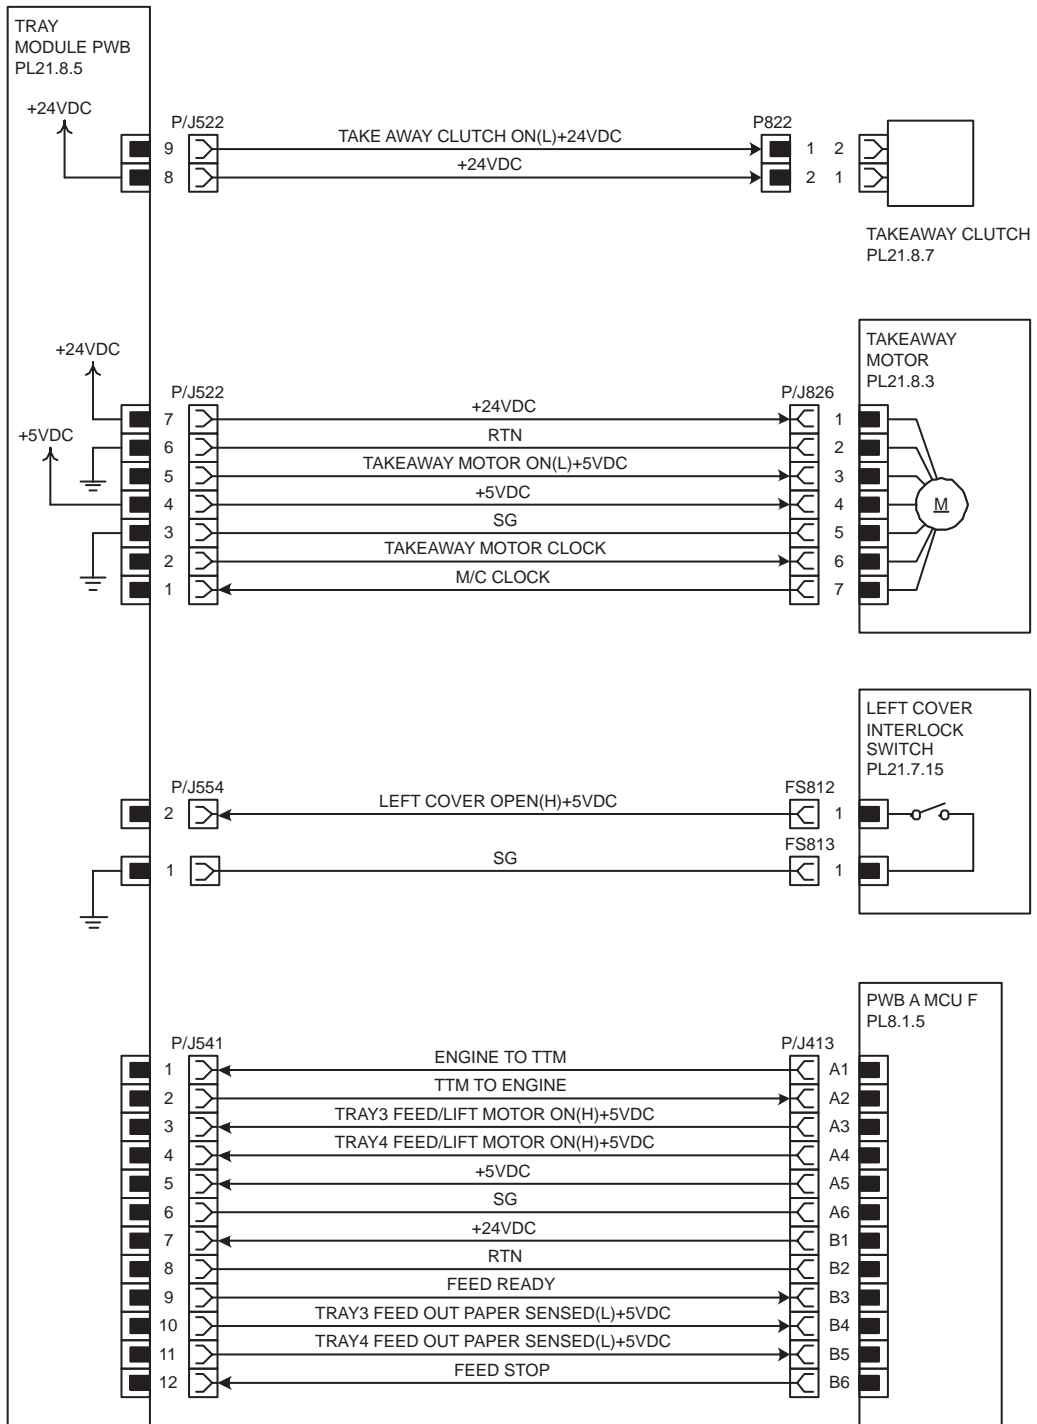 TRAY
MODULE PWB
PL21.8.5
+24VDC
P/J522
TAKE AWAY CLUTCH ON(L)+24VDC
P822
9
1 2
+24VDC
8
2 1
TAKEAWAY CLUTCH
PL21.8.7
TAKEAWAY
MOTOR
PL21.8.3
+24VDC
+5VDC
P/J522
P/J826
7 +24VDC 1
6 RTN 2
5 TAKEAWAY MOTOR ON(L)+5VDC 3
4 +5VDC 4
M
3 SG 5
2 TAKEAWAY MOTOR CLOCK 6
1 M/C CLOCK 7
LEFT COVER
INTERLOCK
SWITCH
PL21.7.15
P/J554
FS812
2 LEFT COVER OPEN(H)+5VDC 1
FS813
1 SG 1
PWB A MCU F
PL8.1.5
P/J541
P/J413
1 ENGINE TO TTM A1
2 TTM TO ENGINE A2
3 TRAY3 FEED/LIFT MOTOR ON(H)+5VDC A3
4 TRAY4 FEED/LIFT MOTOR ON(H)+5VDC A4
5 +5VDC A5
6 SG A6
7 +24VDC B1
8 RTN B2
9 FEED READY B3
10 TRAY3 FEED OUT PAPER SENSED(L)+5VDC B4
11 TRAY4 FEED OUT PAPER SENSED(L)+5VDC B5
12 FEED STOP B6